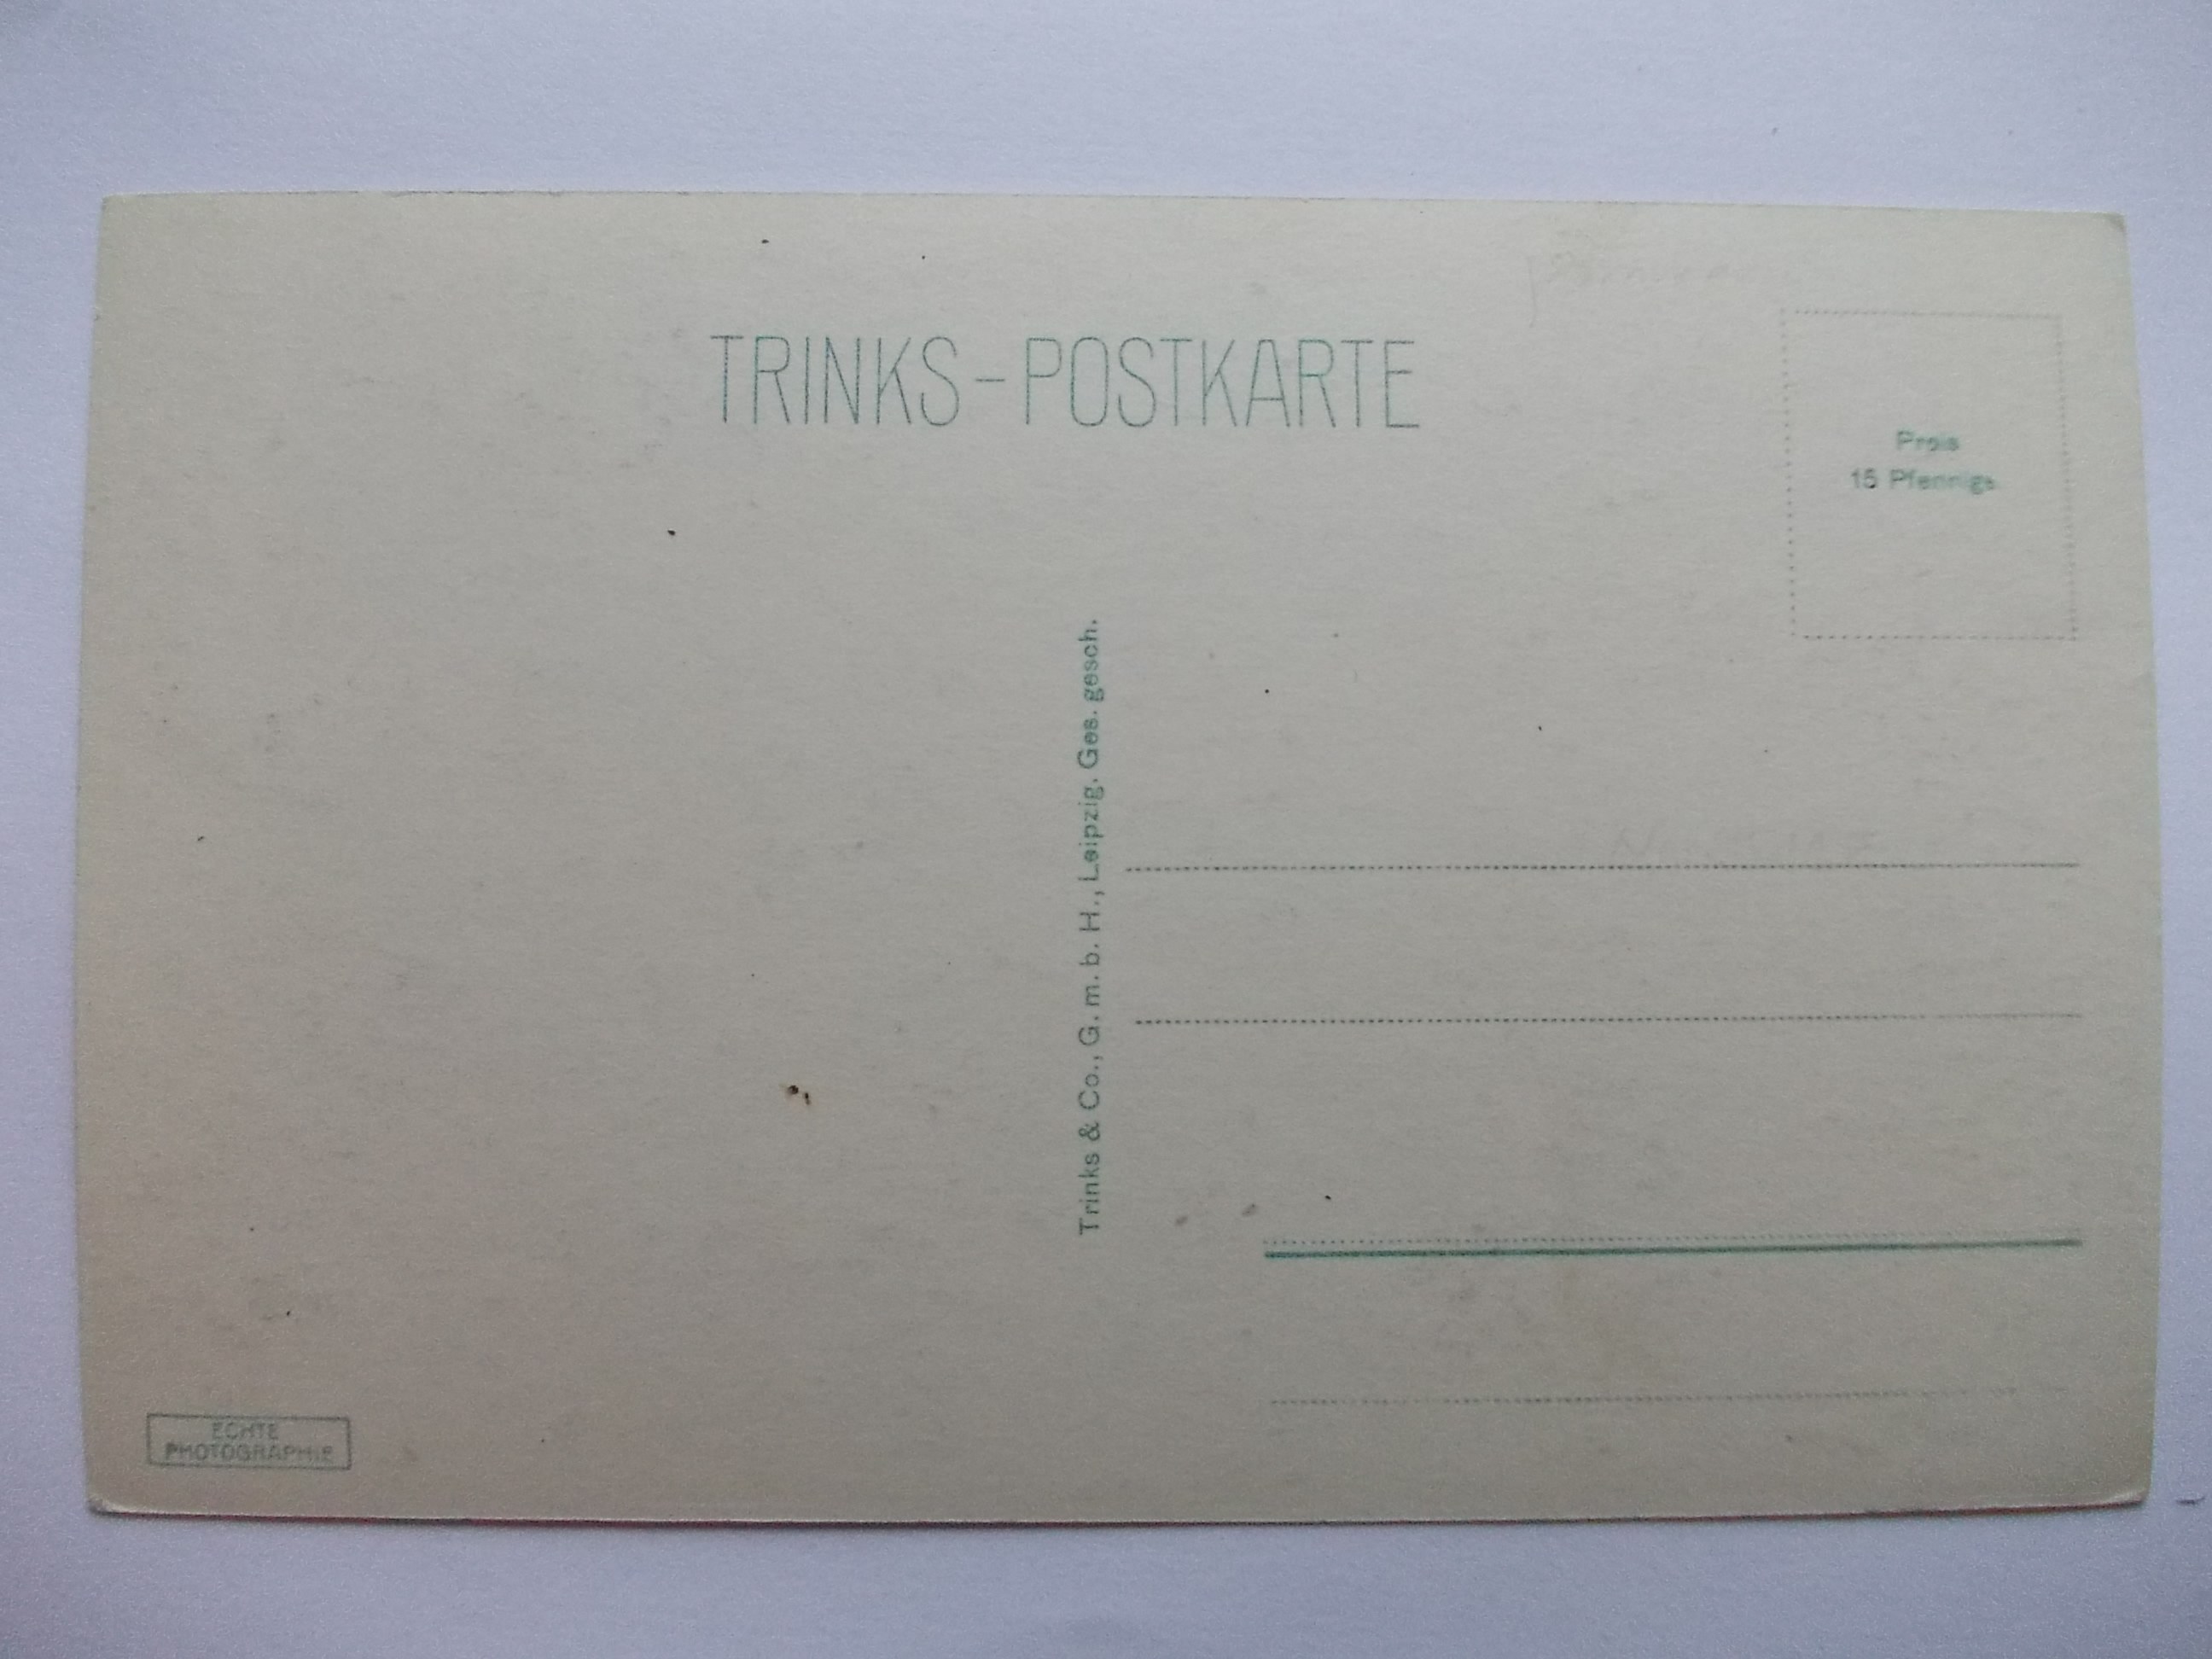 TRINKS-POSTKARTE
Preis
15 Pfennige
Trinks & Co., G. m. b. H., Leipzig. Ges. gesch.
ECHTE
PHOTOGRAPHIE